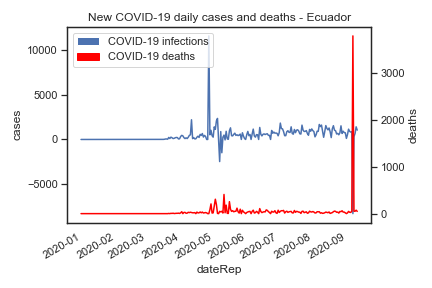 New COVID-19 daily cases and deaths - Ecuador
COVID-19 infections
COVID-19 deaths
10000
5000
0
−5000
cases
3000
2000
1000
0
deaths
2020-01
2020-02
2020-03
2020-04
2020-05
2020-06
2020-07
2020-08
2020-09
dateRep